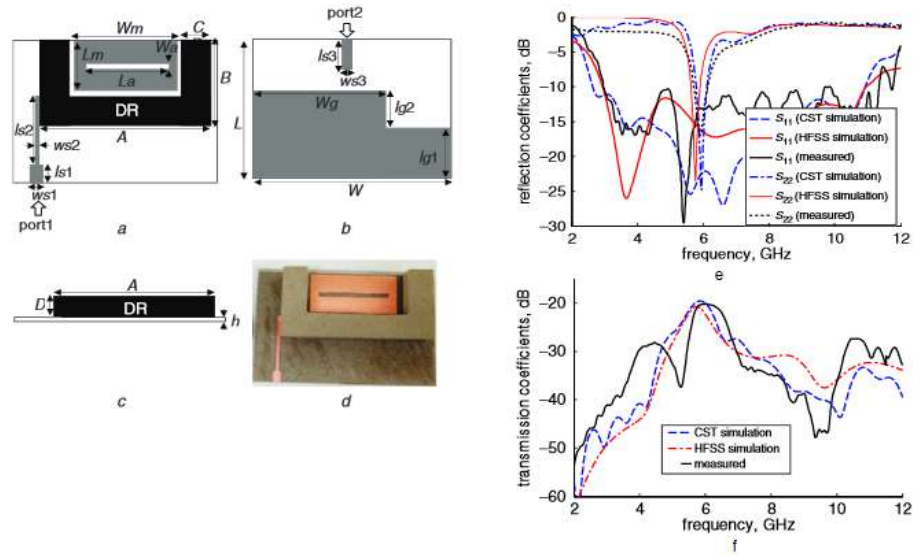 Wm
C
Wa
Lm
La
B
DR
A
ls2
ws2
ls1
ws1
port1
a
port2
ls3
ws3
Wg
lg2
L
lg1
W
b
A
D
DR
h
c
d
reflection coefficients, dB
0
−5
−10
−15
−20
−25
−30
S11 (CST simulation)
S11 (HFSS simulation)
S11 (measured)
S22 (CST simulation)
S22 (HFSS simulation)
S22 (measured)
2 4 6 8 10 12
frequency, GHz
e
transmission coefficients, dB
−20
−30
−40
−50
−60
CST simulation
HFSS simulation
measured
2 4 6 8 10 12
frequency, GHz
f